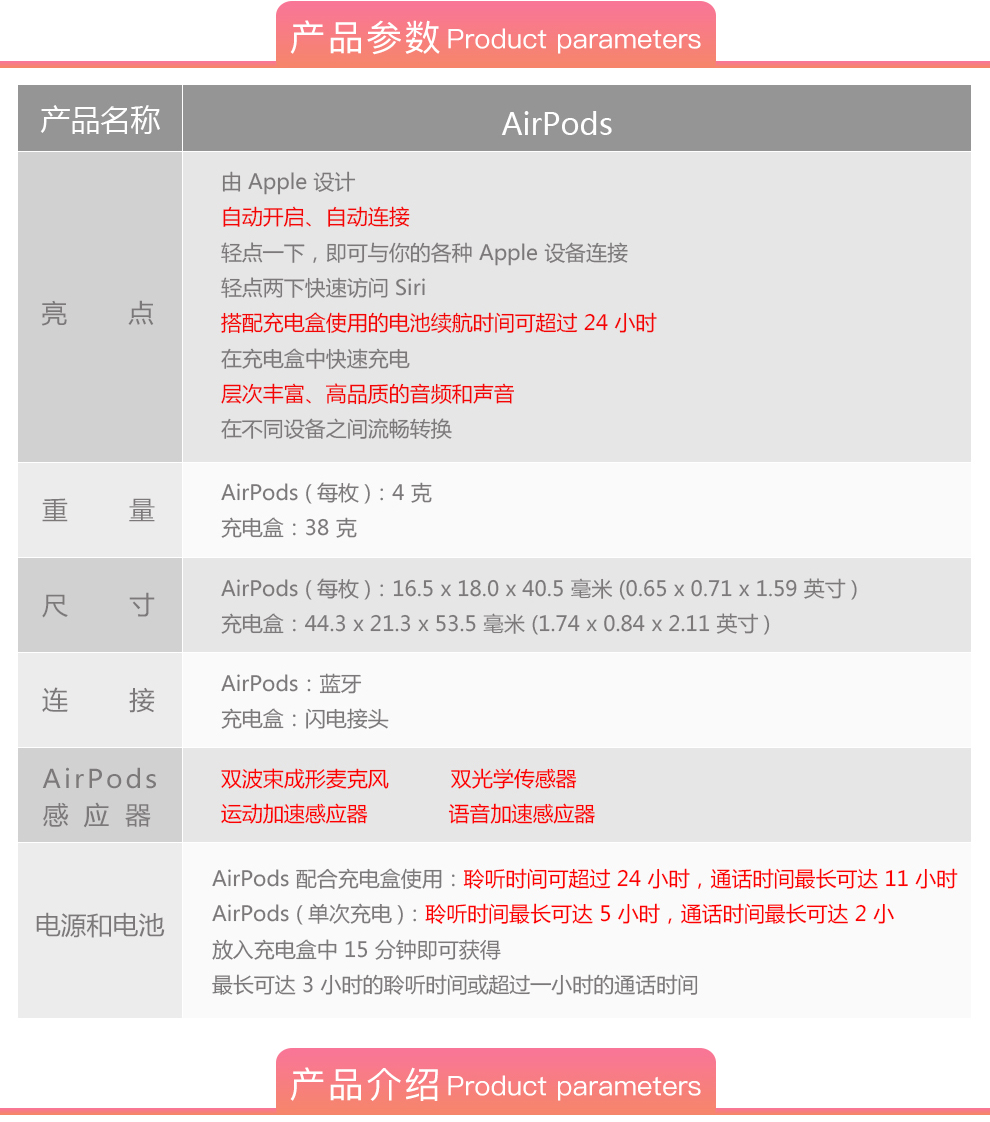 产品参数 Product parameters
产品名称 AirPods
亮 点
由 Apple 设计
自动开启、自动连接
轻点一下，即可与你的各种 Apple 设备连接
轻点两下快速访问 Siri
搭配充电盒使用的电池续航时间可超过 24 小时
在充电盒中快速充电
层次丰富、高品质的音频和声音
在不同设备之间流畅转换
重 量
AirPods ( 每枚 )：4 克
充电盒：38 克
尺 寸
AirPods ( 每枚 )：16.5 x 18.0 x 40.5 毫米 (0.65 x 0.71 x 1.59 英寸 )
充电盒：44.3 x 21.3 x 53.5 毫米 (1.74 x 0.84 x 2.11 英寸 )
连 接
AirPods：蓝牙
充电盒：闪电接头
AirPods
感 应 器
双波束成形麦克风 双光学传感器
运动加速感应器 语音加速感应器
电源和电池
AirPods 配合充电盒使用：聆听时间可超过 24 小时，通话时间最长可达 11 小时
AirPods ( 单次充电 )：聆听时间最长可达 5 小时，通话时间最长可达 2 小
放入充电盒中 15 分钟即可获得
最长可达 3 小时的聆听时间或超过一小时的通话时间
产品介绍 Product parameters